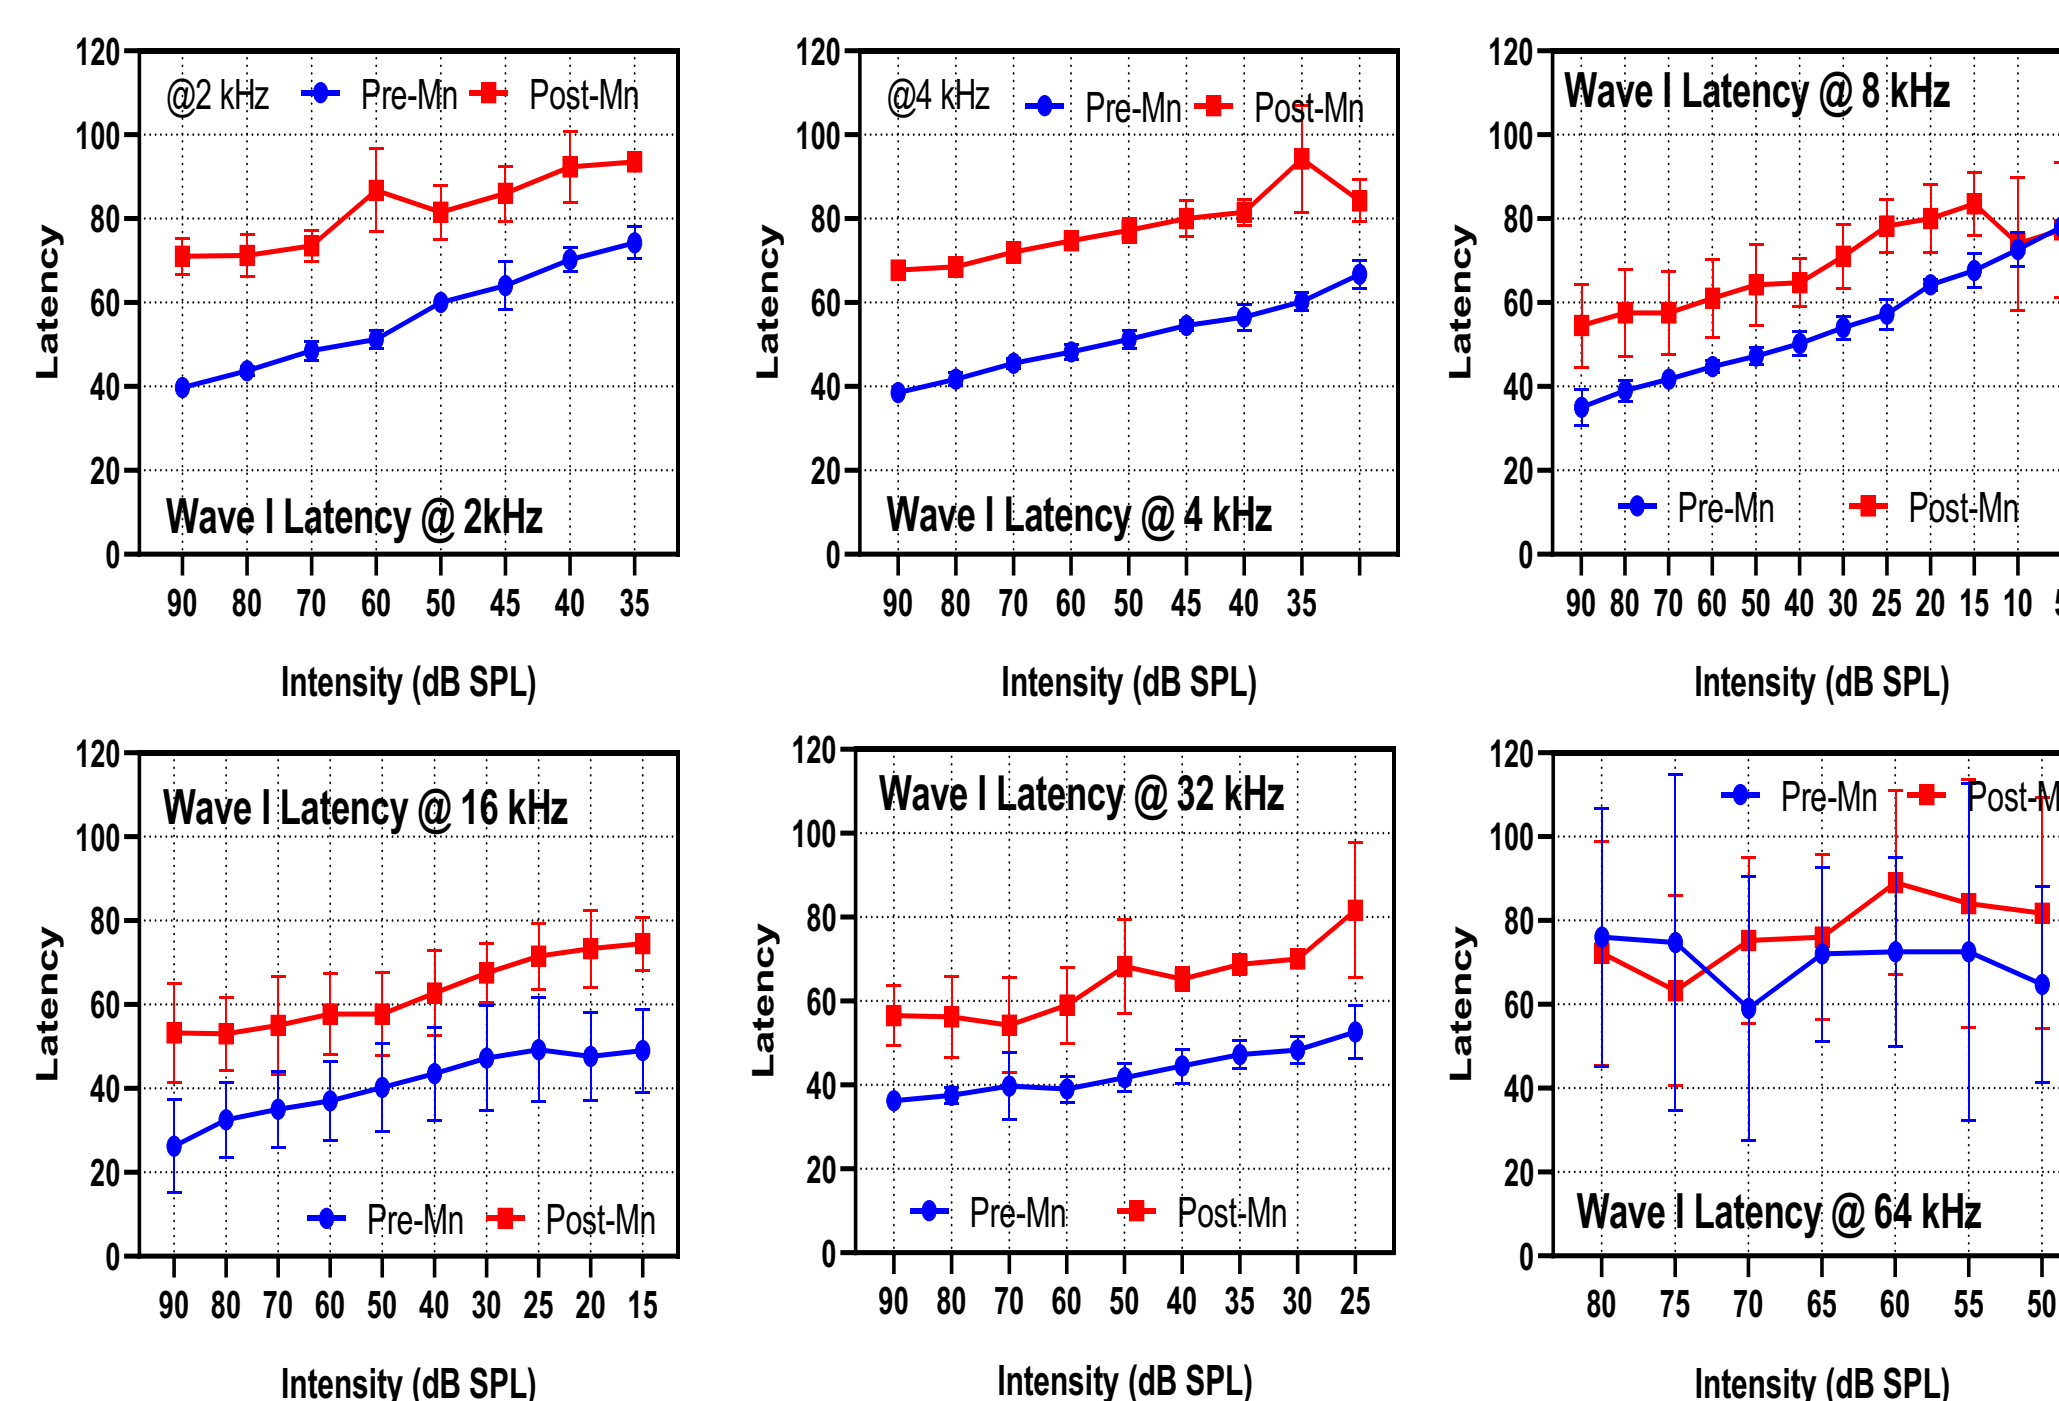 @2 kHz Pre-Mn Post-Mn
120
100
80
60
40
20
0
Latency
Wave I Latency @ 2kHz
90 80 70 60 50 45 40 35
Intensity (dB SPL)
@4 kHz Pre-Mn Post-Mn
120
100
80
60
40
20
0
Latency
Wave I Latency @ 4 kHz
90 80 70 60 50 45 40 35
Intensity (dB SPL)
Wave I Latency @ 8 kHz
120
100
80
60
40
20
0
Latency
Pre-Mn Post-Mn
90 80 70 60 50 40 30 25 20 15 10
Intensity (dB SPL)
Wave I Latency @ 16 kHz
120
100
80
60
40
20
0
Latency
Pre-Mn Post-Mn
90 80 70 60 50 40 30 25 20 15
Intensity (dB SPL)
Wave I Latency @ 32 kHz
120
100
80
60
40
20
0
Latency
Pre-Mn Post-Mn
90 80 70 60 50 40 35 30 25
Intensity (dB SPL)
Pre-Mn Post-M
120
100
80
60
40
20
0
Latency
Wave I Latency @ 64 kHz
80 75 70 65 60 55 50
Intensity (dB SPL)